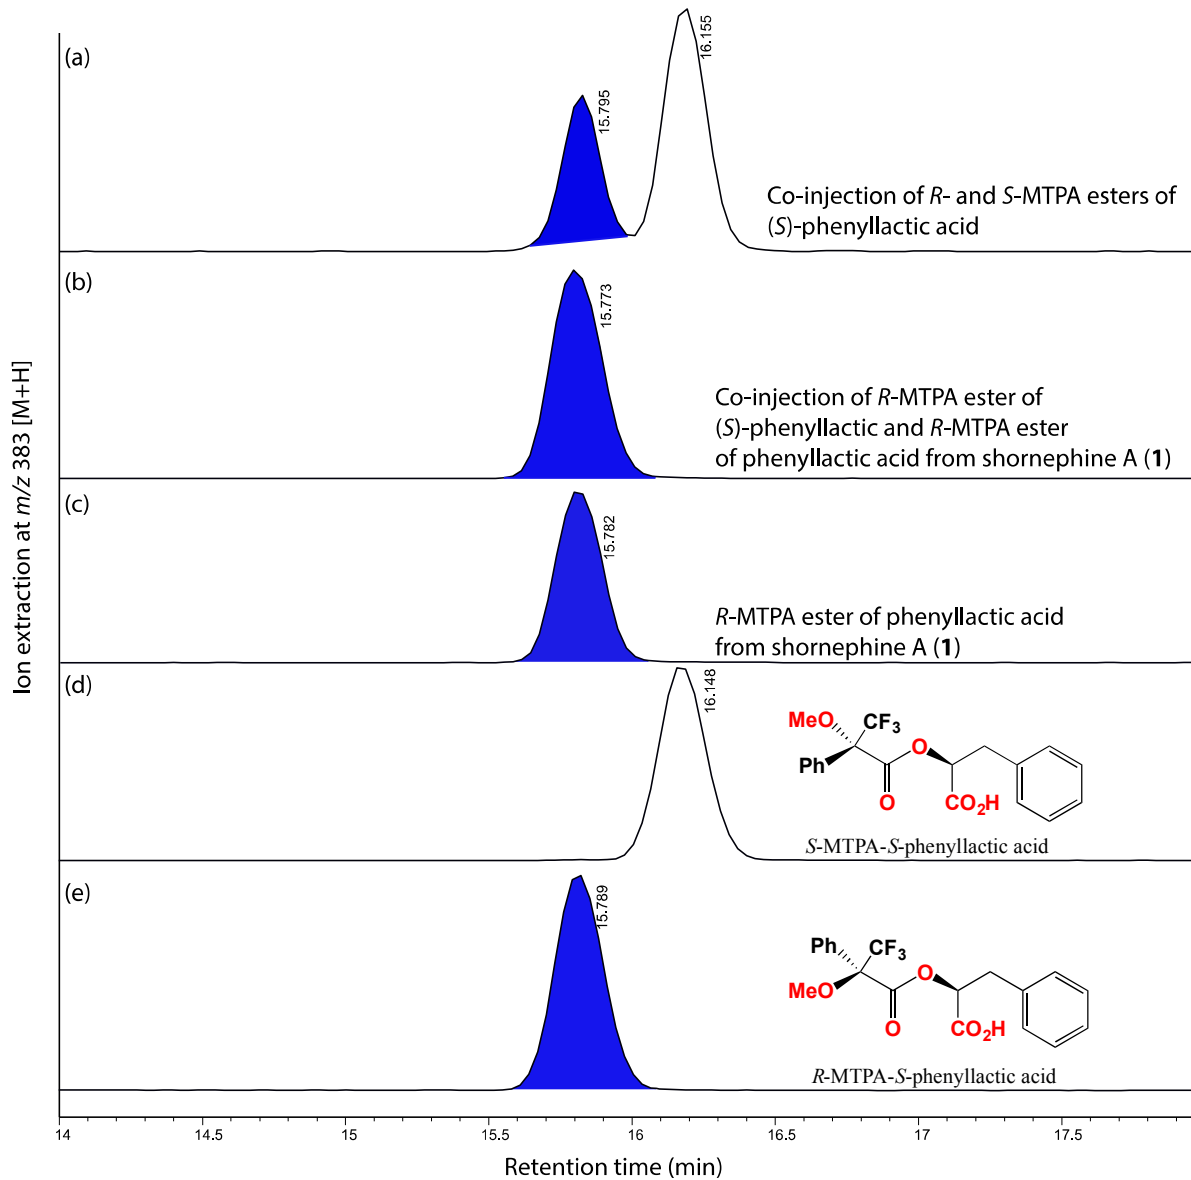 (a)
15.795
16.155
Co-injection of R- and S-MTPA esters of
(S)-phenyllactic acid
(b)
15.773
Co-injection of R-MTPA ester of
(S)-phenyllactic and R-MTPA ester
of phenyllactic acid from shornephine A (1)
(c)
15.782
R-MTPA ester of phenyllactic acid
from shornephine A (1)
(d)
16.148
MeO
CF3
Ph
O
O
CO2H
S-MTPA-S-phenyllactic acid
(e)
15.789
Ph
CF3
MeO
O
O
CO2H
R-MTPA-S-phenyllactic acid
Ion extraction at m/z 383 [M+H]
14 14.5 15 15.5 16 16.5 17 17.5
Retention time (min)